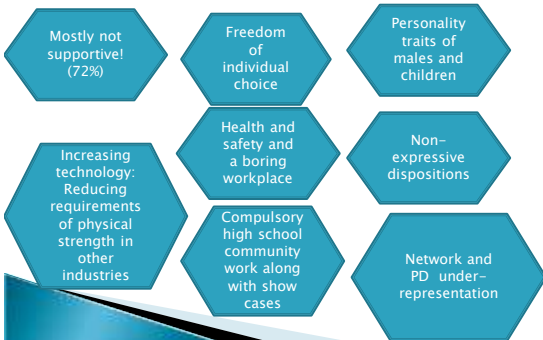 Mostly not
supportive!
(72%)
Freedom
of
individual
choice
Personality
traits of
males and
children
Increasing
technology:
Reducing
requirements
of physical
strength in
other
industries
Health and
safety and
a boring
workplace
Non-
expressive
dispositions
Compulsory
high school
community
work along
with show
cases
Network and
PD under-
representation